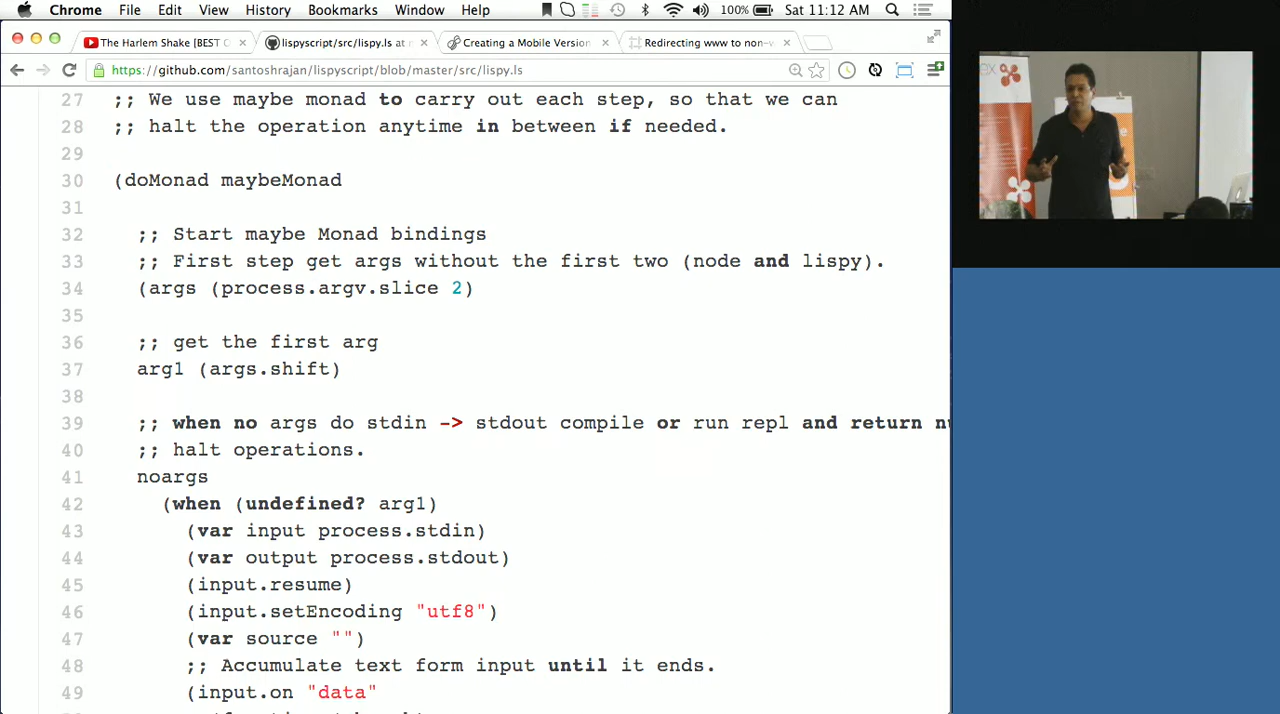 Chrome File Edit View History Bookmarks Window Help 100% Sat 11:12 AM
The Harlem Shake [BEST C lispyscript/src/lispy.ls at m Creating a Mobile Version Redirecting www to non-v
https://github.com/santoshrajan/lispyscript/blob/master/src/lispy.ls
27 ;; We use maybe monad to carry out each step, so that we can
28 ;; halt the operation anytime in between if needed.
29
30 (doMonad maybeMonad
31
32 ;; Start maybe Monad bindings
33 ;; First step get args without the first two (node and lispy).
34 (args (process.argv.slice 2)
35
36 ;; get the first arg
37 arg1 (args.shift)
38
39 ;; when no args do stdin -> stdout compile or run repl and return nu
40 ;; halt operations.
41 noargs
42 (when (undefined? arg1)
43 (var input process.stdin)
44 (var output process.stdout)
45 (input.resume)
46 (input.setEncoding "utf8")
47 (var source "")
48 ;; Accumulate text form input until it ends.
49 (input.on "data"